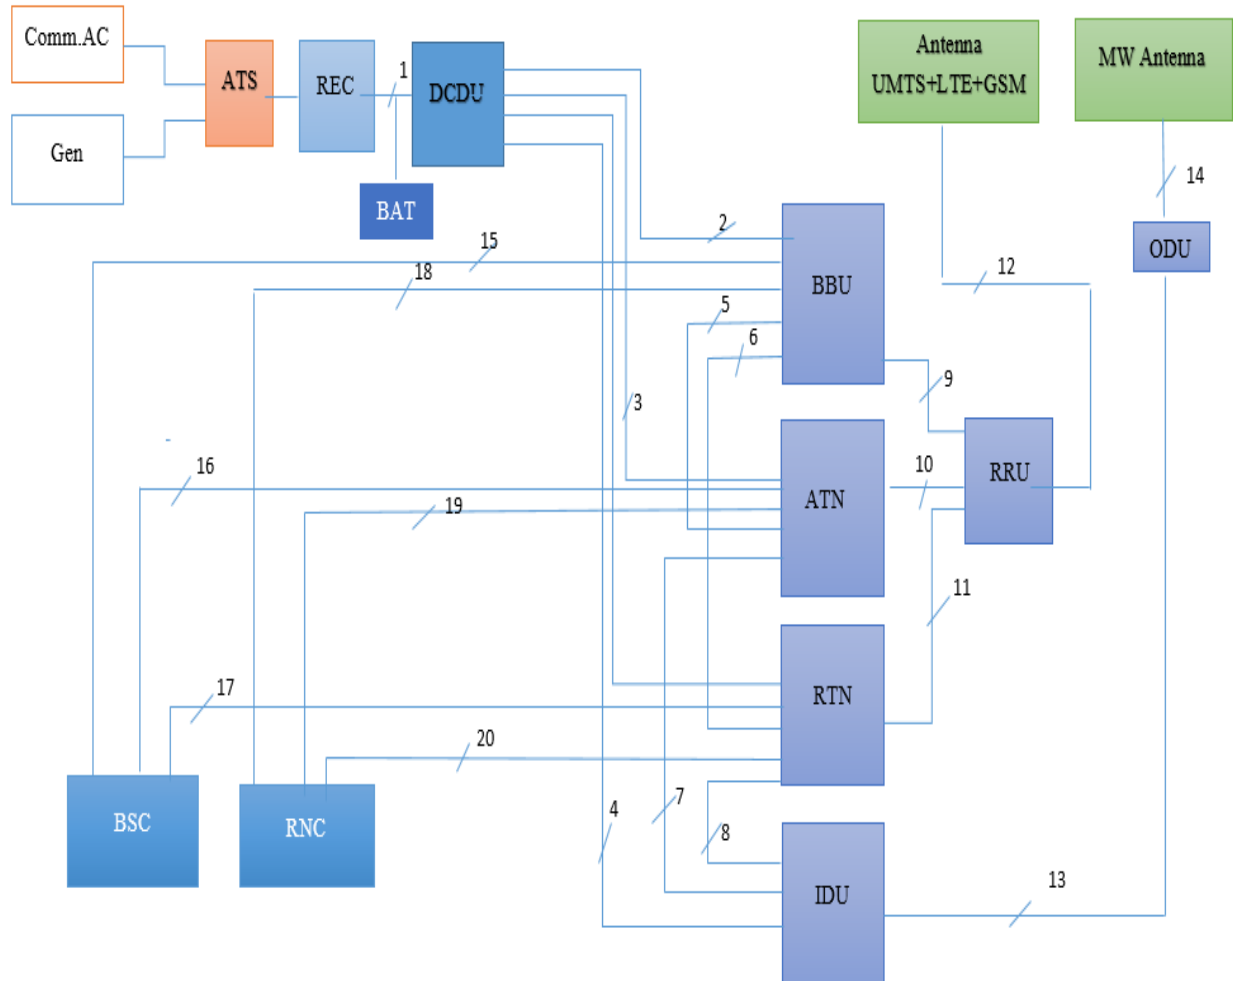 Comm.AC
ATS
REC
1
DCDU
Antenna
UMTS+LTE+GSM
MW Antenna
Gen
BAT
14
2
15
18
ODU
12
BBU
5
6
9
3
16
10
RRU
19
ATN
11
17
RTN
20
7
4
8
BSC
RNC
13
IDU